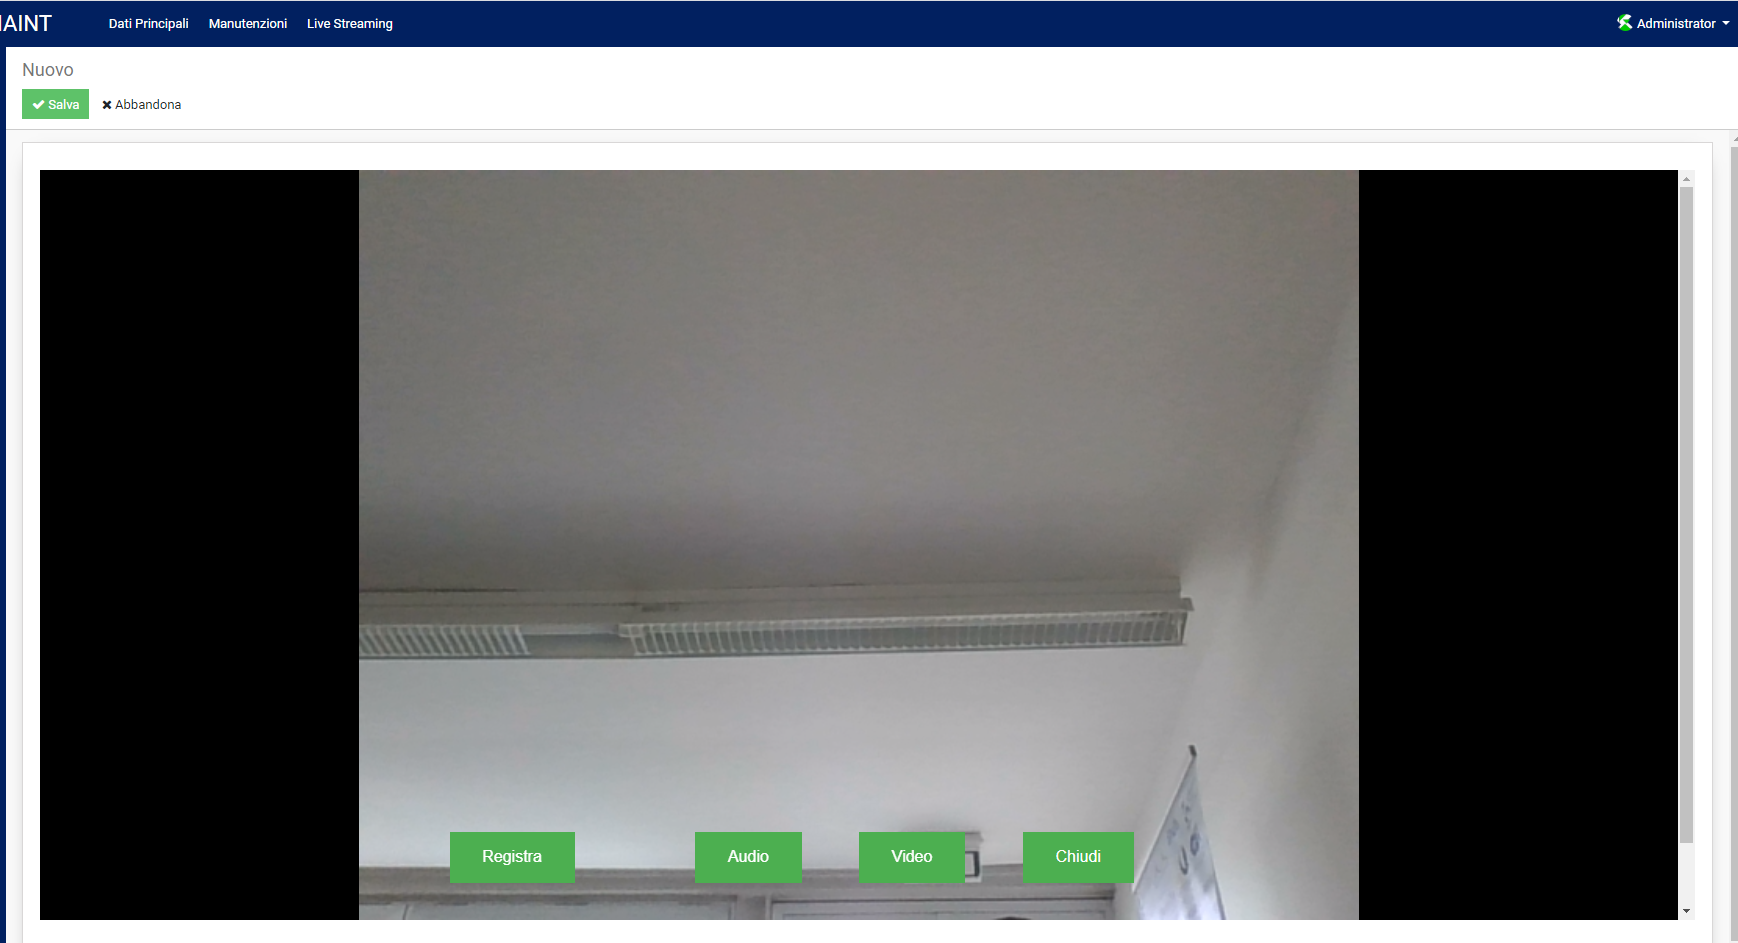 AINT Dati Principali Manutenzioni Live Streaming Administrator
Nuovo
Salva Abbandona
Registra Audio Video Chiudi